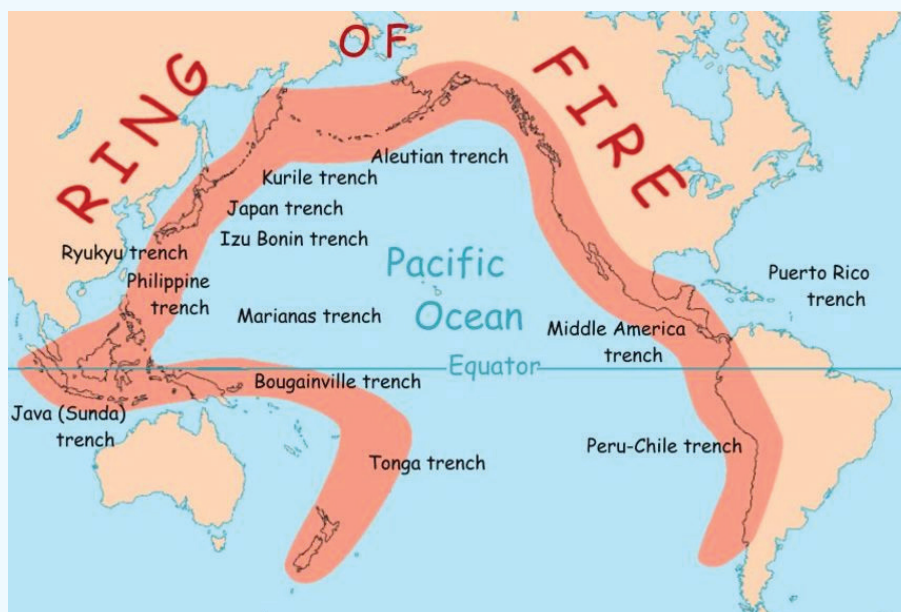 RING OF FIRE
Aleutian trench
Kurile trench
Japan trench
Izu Bonin trench
Ryukyu trench
Philippine
trench
Pacific
Ocean
Puerto Rico
trench
Marianas trench
Middle America
trench
Equator
Bougainville trench
Java (Sunda)
trench
Peru-Chile trench
Tonga trench